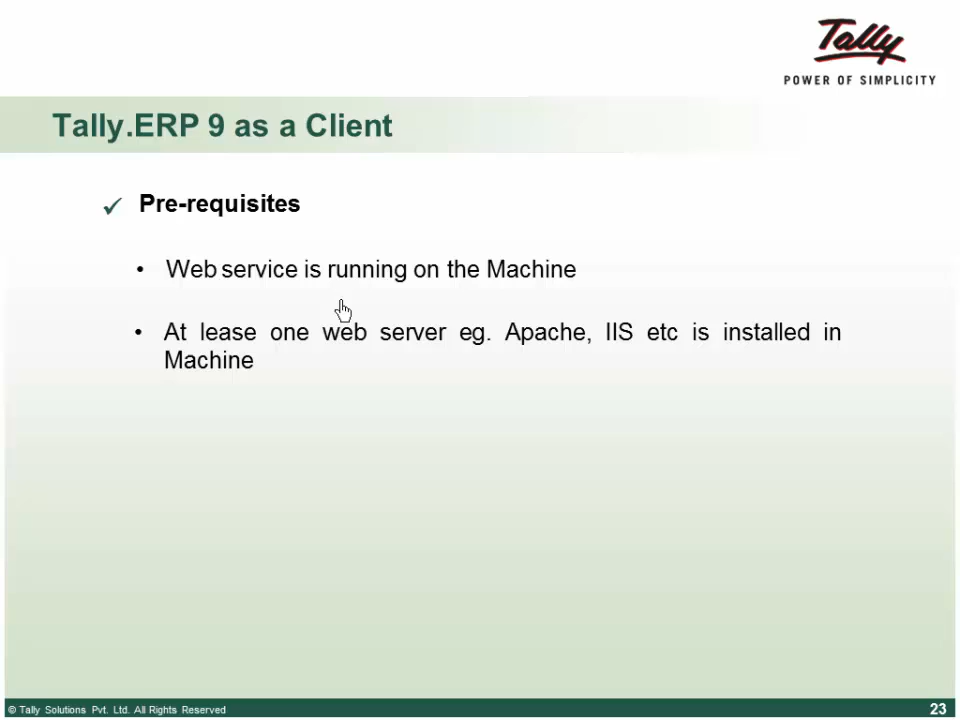 Tally
POWER OF SIMPLICITY
Tally.ERP 9 as a Client
✓ Pre-requisites
• Web service is running on the Machine
• At lease one web server eg. Apache, IIS etc is installed in
Machine
© Tally Solutions Pvt. Ltd. All Rights Reserved
23